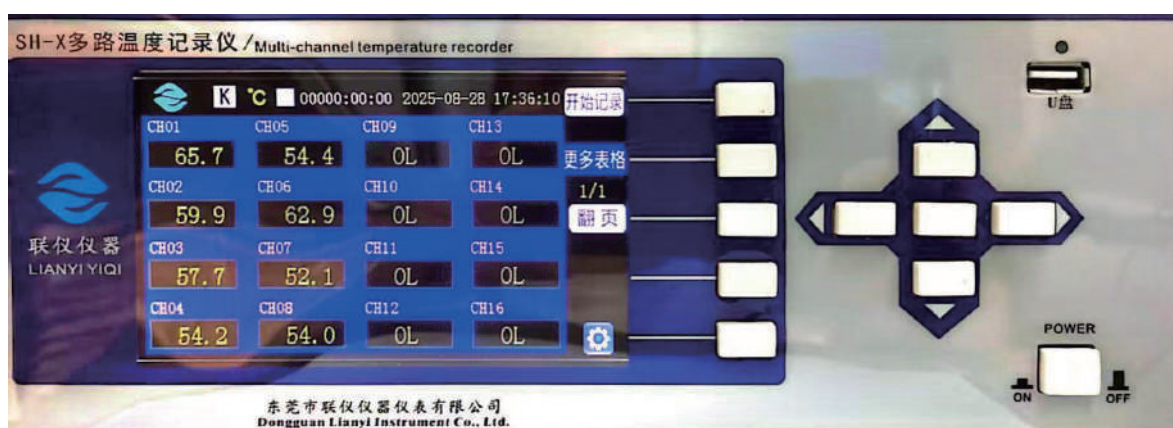 SH-X多路温度记录仪/Multi-channel temperature recorder
K ℃ 00000:00:00 2025-08-28 17:36:10 开始记录
U盘
CH01 CH05 CH09 CH13
65.7 54.4 OL OL 更多表格
CH02 CH06 CH10 CH14 1/1
59.9 62.9 OL OL 翻页
联仪仪器
LIANYI YIQI
CH03 CH07 CH11 CH15
57.7 52.1 OL OL
CH04 CH08 CH12 CH16
54.2 54.0 OL OL
POWER
ON OFF
东莞市联仪仪器仪表有限公司
Dongguan Lianyi Instrument Co., Ltd.